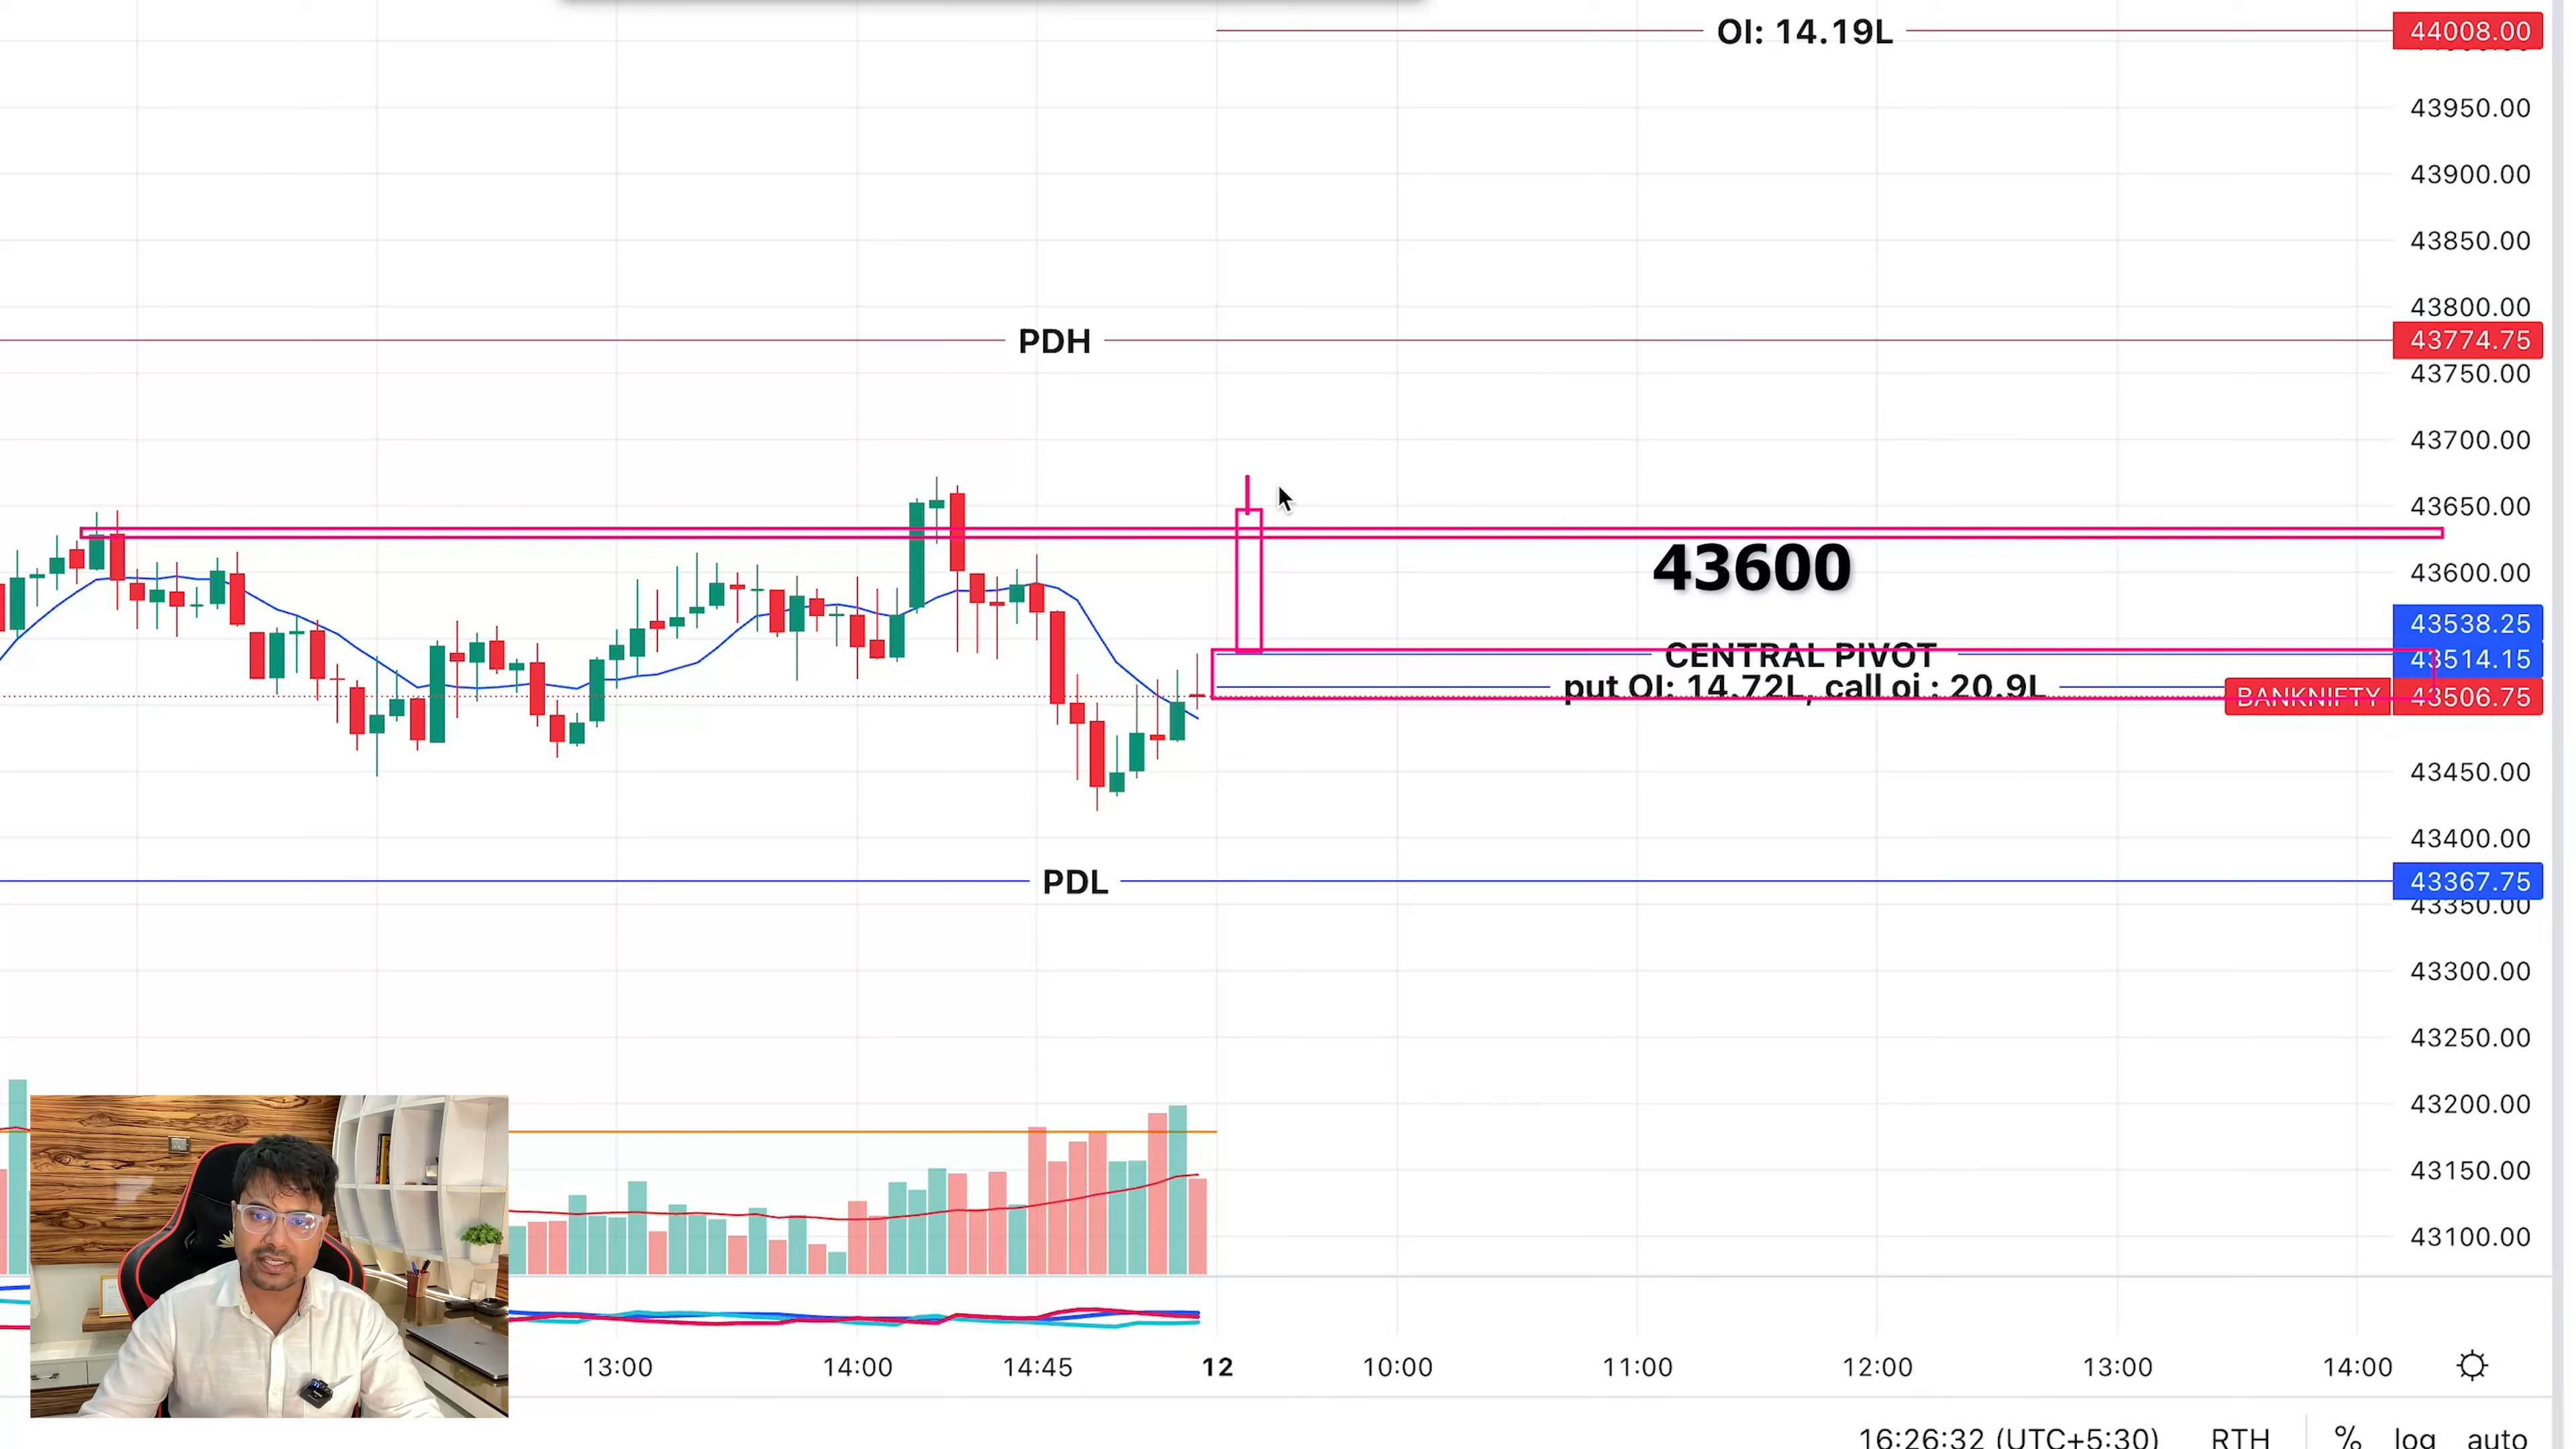 OI: 14.19L
44008.00
43950.00
43900.00
43850.00
43800.00
PDH
43774.75
43750.00
43700.00
43650.00
43600
43600.00
43538.25
CENTRAL PIVOT
43514.15
put OI: 14.72L, call oi : 20.9L
BANKNIFTY 43506.75
43450.00
43400.00
PDL
43367.75
43350.00
43300.00
43250.00
43200.00
43150.00
43100.00
13:00 14:00 14:45 12 10:00 11:00 12:00 13:00 14:00
16:26:32 (UTC+5:30) RTH % log auto